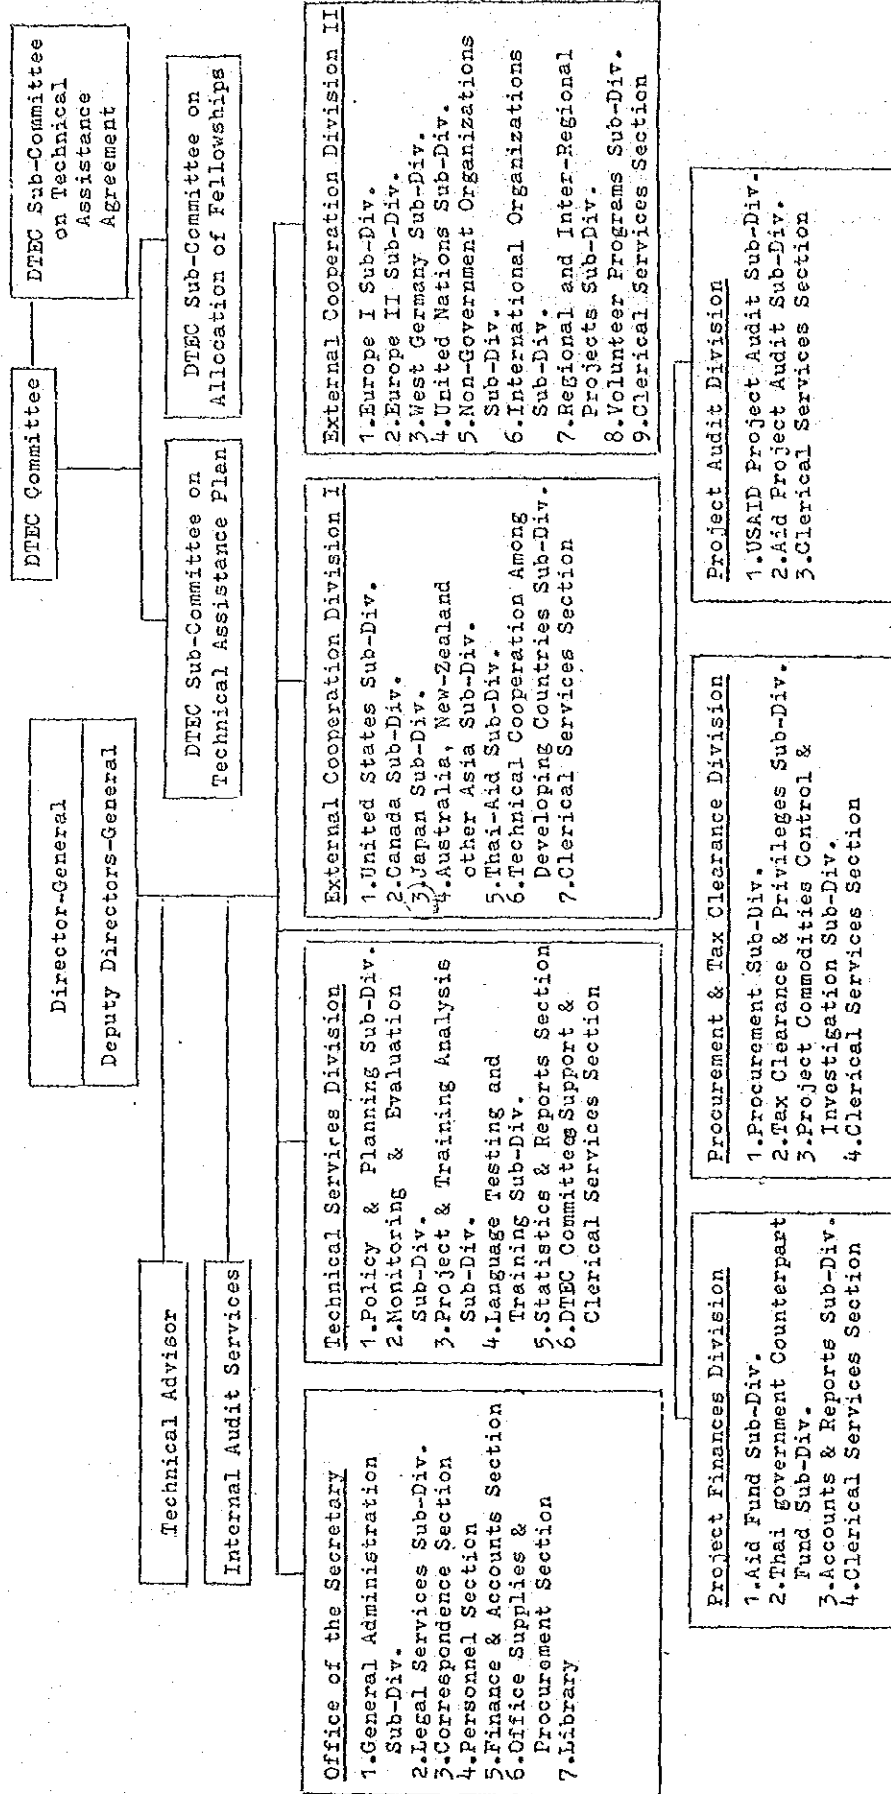 Director-General
Deputy Directors-General
DTEC Committee
DTEC Sub-Committee
on Technical
Assistance
Agreement
Technical Advisor
Internal Audit Services
DTEC Sub-Committee on
Technical Assistance Plan
DTEC Sub-Committee on
Allocation of Fellowships
Office of the Secretary
1.General Administration
Sub-Div.
2.Legal Services Sub-Div.
3.Correspondence Section
4.Personnel Section
5.Finance & Accounts Section
6.Office Supplies &
Procurement Section
7.Library
Technical Services Division
1.Policy & Planning Sub-Div.
2.Monitoring & Evaluation
Sub-Div.
3.Project & Training Analysis
Sub-Div.
4.Language Testing and
Training Sub-Div.
5.Statistics & Reports Section
6.DTEC Committees Support &
Clerical Services Section
External Cooperation Division I
1.United States Sub-Div.
2.Canada Sub-Div.
3.Japan Sub-Div.
4.Australia, New-Zealand
other Asia Sub-Div.
5.Thai-Aid Sub-Div.
6.Technical Cooperation Among
Developing Countries Sub-Div.
7.Clerical Services Section
External Cooperation Division II
1.Europe I Sub-Div.
2.Europe II Sub-Div.
3.West Germany Sub-Div.
4.United Nations Sub-Div.
5.Non-Government Organizations
Sub-Div.
6.International Organizations
Sub-Div.
7.Regional and Inter-Regional
Projects Sub-Div.
8.Volunteer Programs Sub-Div.
9.Clerical Services Section
Project Finances Division
1.Aid Fund Sub-Div.
2.Thai government Counterpart
Fund Sub-Div.
3.Accounts & Reports Sub-Div.
4.Clerical Services Section
Procurement & Tax Clearance Division
1.Procurement Sub-Div.
2.Tax Clearance & Privileges Sub-Div.
3.Project Commodities Control &
Investigation Sub-Div.
4.Clerical Services Section
Project Audit Division
1.USAID Project Audit Sub-Div.
2.Aid Project Audit Sub-Div.
3.Clerical Services Section